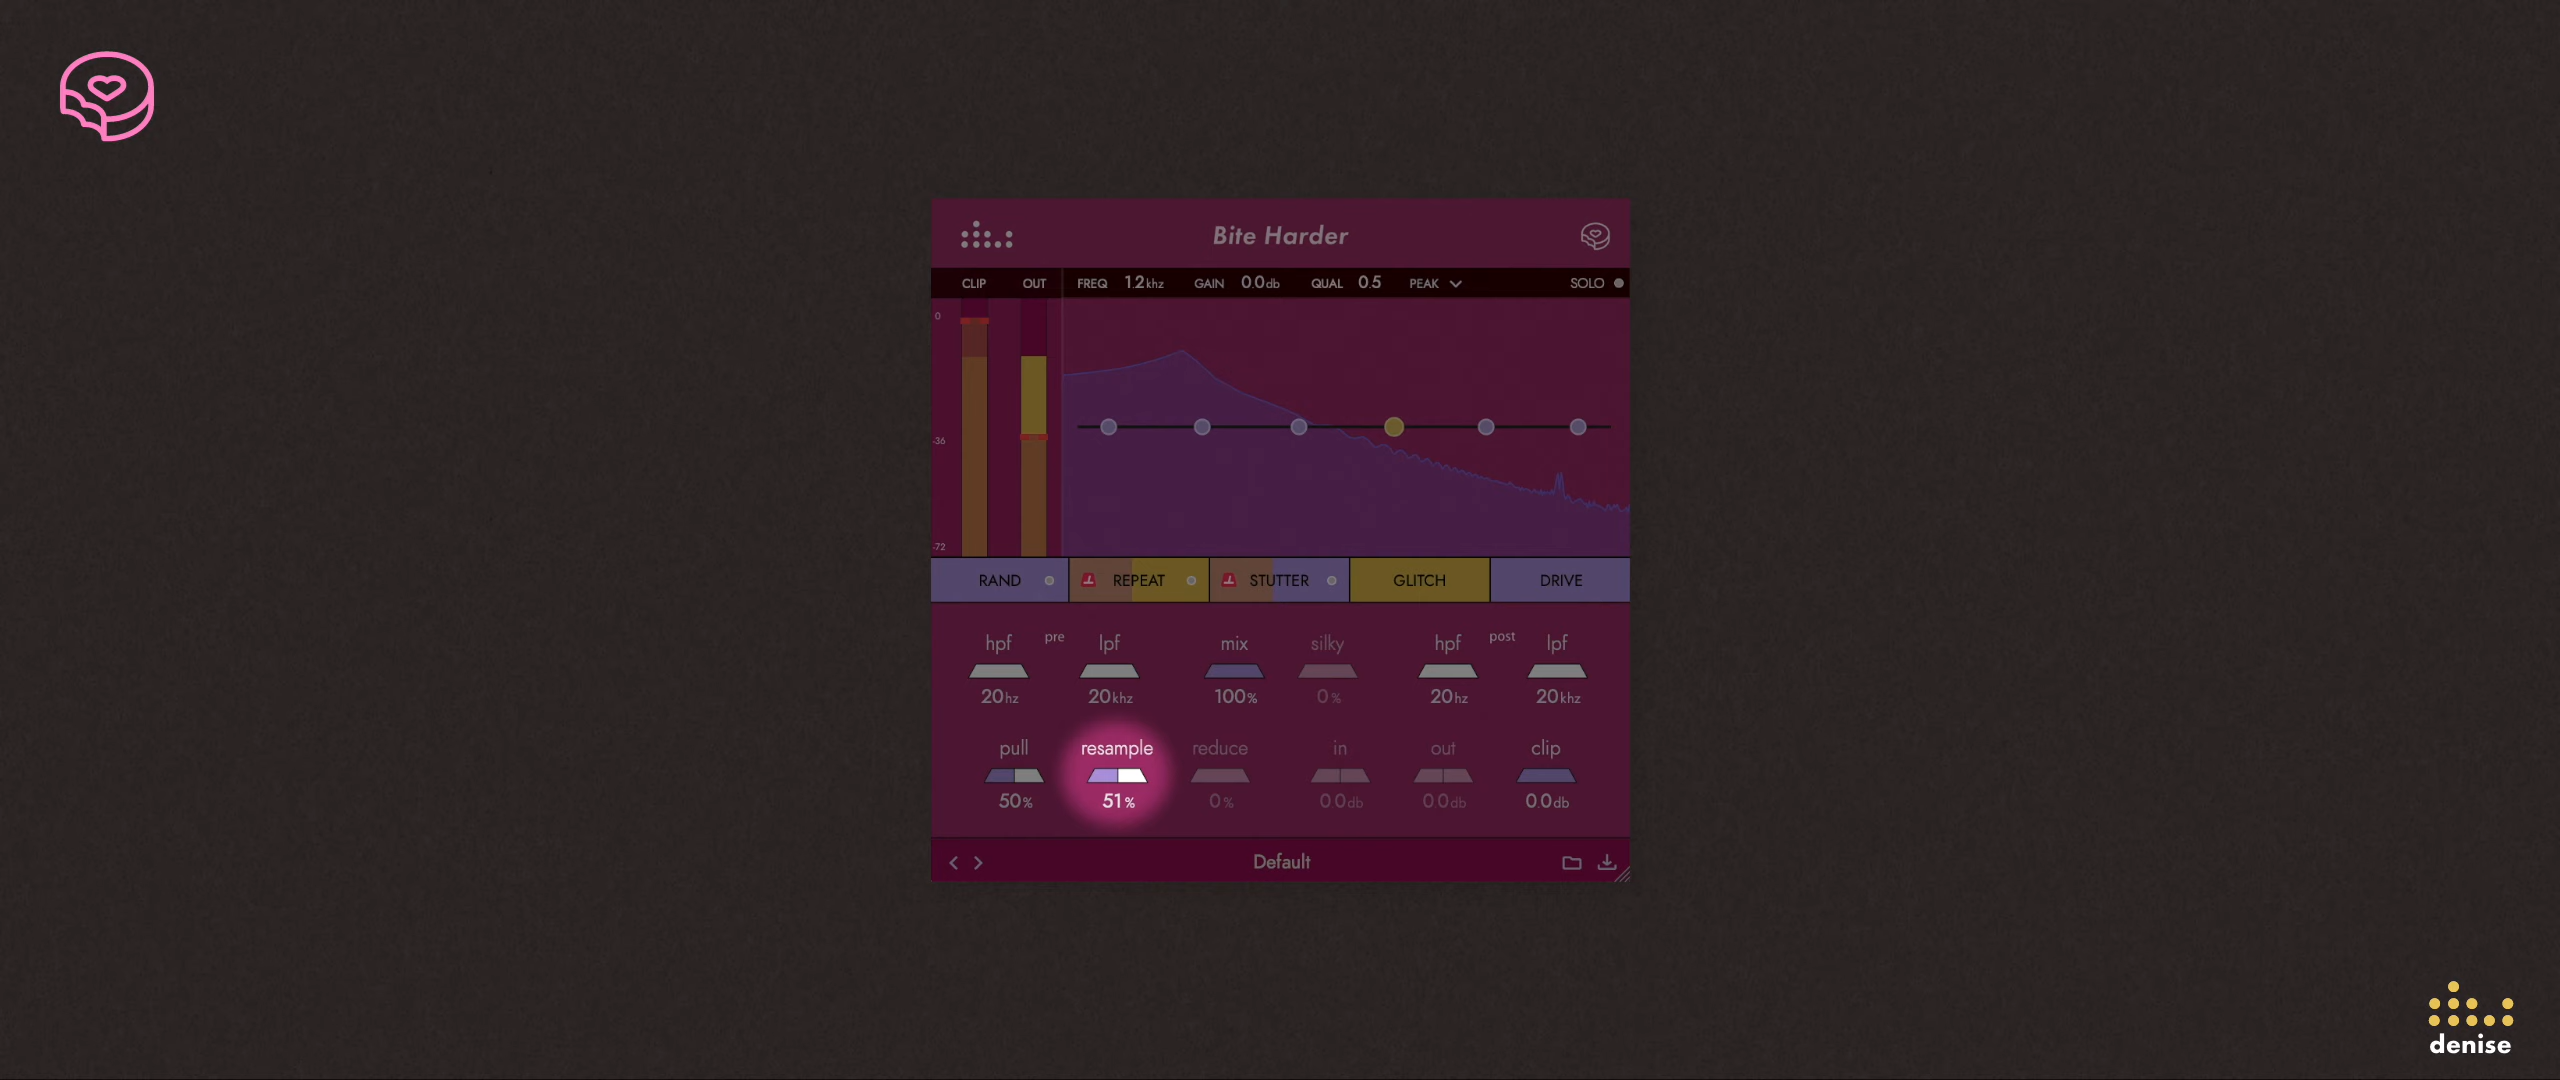 Bite Harder
CLIP OUT FREQ 1.2khz GAIN 0.0db QUAL 0.5 PEAK SOLO
0
-36
-72
RAND REPEAT STUTTER GLITCH DRIVE
hpf pre lpf mix silky hpf post lpf
20hz 20khz 100% 0% 20hz 20khz
pull resample reduce in out clip
50% 51% 0% 0.0db 0.0db 0.0db
Default
denise